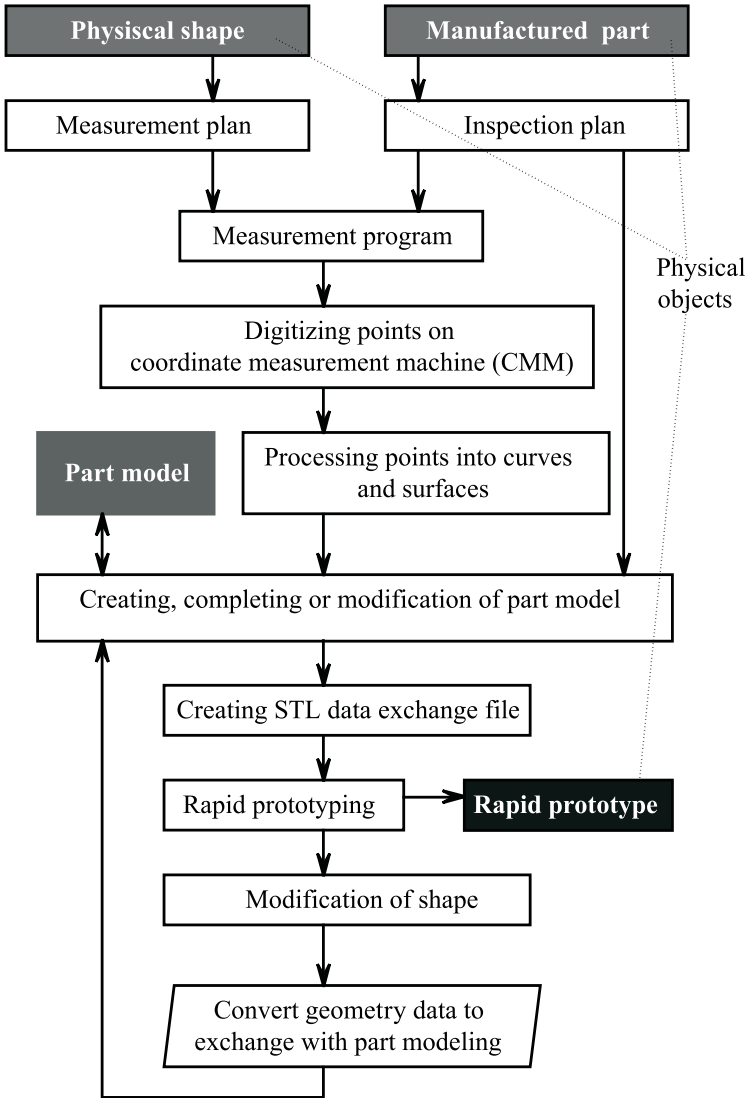 Physiscal shape
Manufactured part
Measurement plan
Inspection plan
Measurement program
Physical
objects
Digitizing points on
coordinate measurement machine (CMM)
Part model
Processing points into curves
and surfaces
Creating, completing or modification of part model
Creating STL data exchange file
Rapid prototyping
Rapid prototype
Modification of shape
Convert geometry data to
exchange with part modeling